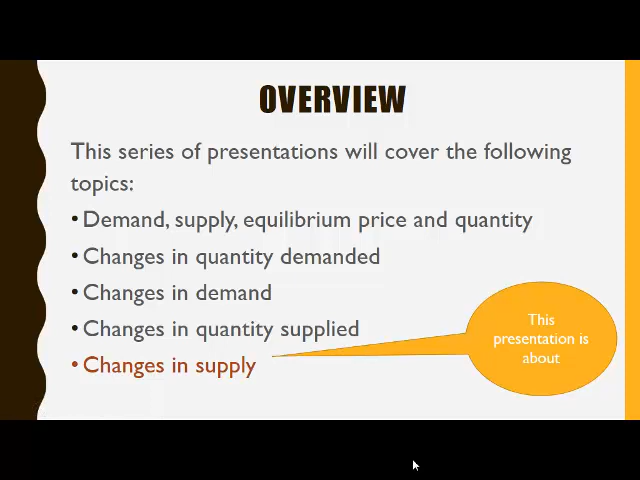 OVERVIEW
This series of presentations will cover the following
topics:
•Demand, supply, equilibrium price and quantity
•Changes in quantity demanded
•Changes in demand
•Changes in quantity supplied
•Changes in supply
This
presentation is
about